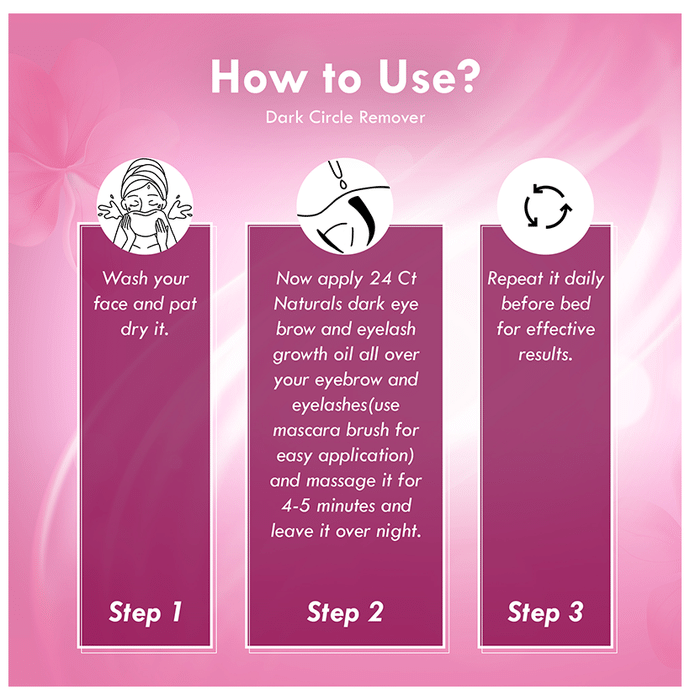 How to Use?
Dark Circle Remover
Wash your
face and pat
dry it.
Step 1
Now apply 24 Ct
Naturals dark eye
brow and eyelash
growth oil all over
your eyebrow and
eyelashes(use
mascara brush for
easy application)
and massage it for
4-5 minutes and
leave it over night.
Step 2
Repeat it daily
before bed
for effective
results.
Step 3